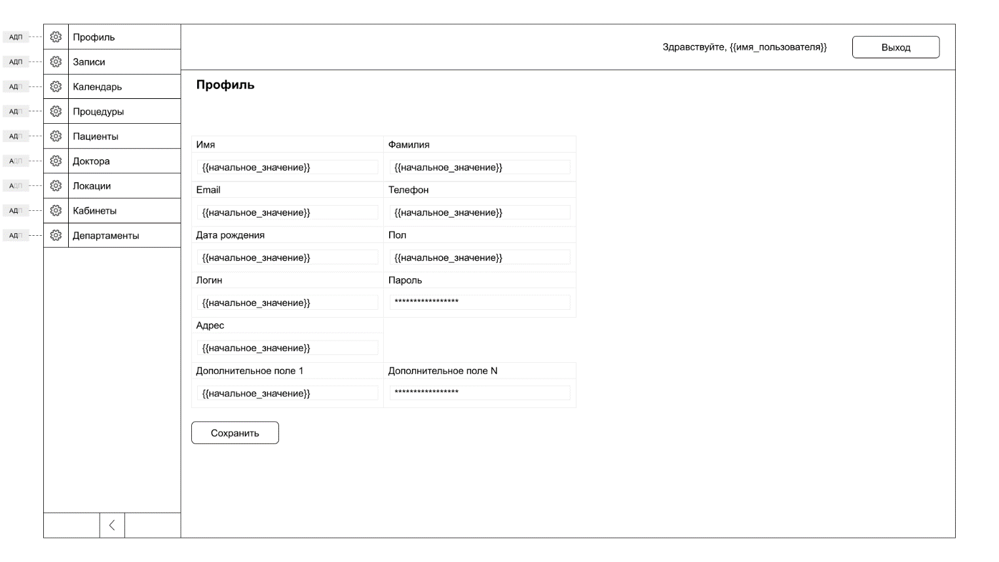 АДП
Профиль
АДП
Записи
АДП
Календарь
АДП
Процедуры
АДП
Пациенты
АДП
Доктора
АДП
Локации
АДП
Кабинеты
АДП
Департаменты
Здравствуйте, {{имя_пользователя}}
Выход
Профиль
Имя
Фамилия
{{начальное_значение}}
{{начальное_значение}}
Email
Телефон
{{начальное_значение}}
{{начальное_значение}}
Дата рождения
Пол
{{начальное_значение}}
{{начальное_значение}}
Логин
Пароль
{{начальное_значение}}
*****************
Адрес
{{начальное_значение}}
Дополнительное поле 1
Дополнительное поле N
{{начальное_значение}}
*****************
Сохранить